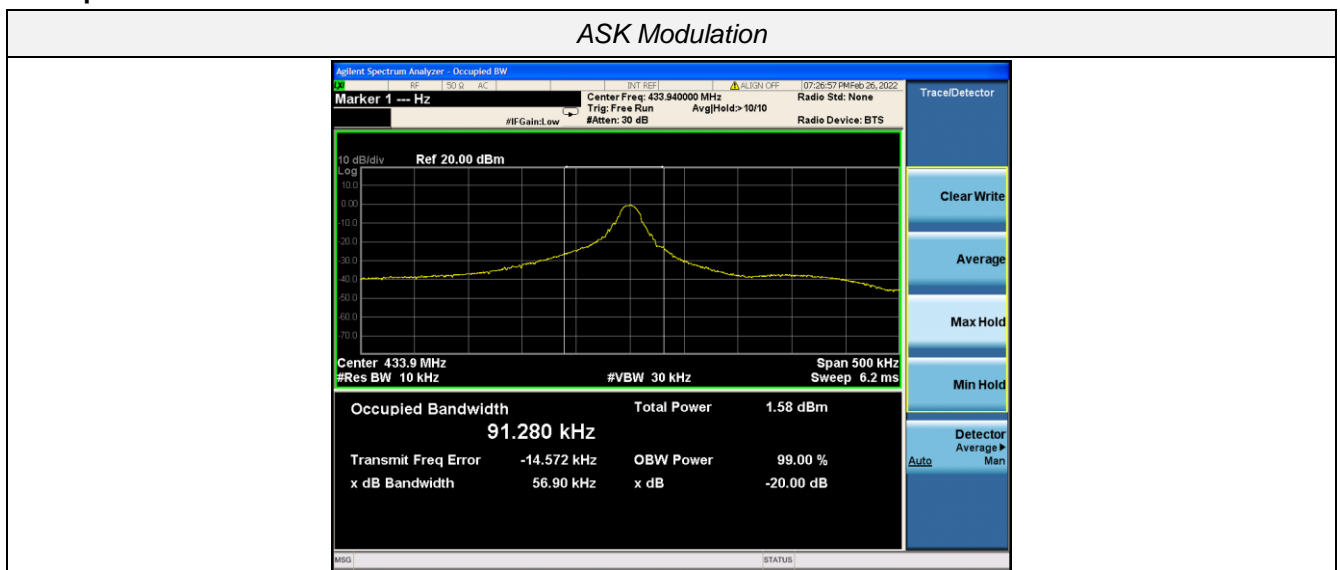 ASK Modulation
Agilent Spectrum Analyzer - Occupied BW
RF 50 Ω AC INT REF ALIGN OFF 07:26:57 PM Feb 26, 2022
Marker 1 --- Hz
Center Freq: 433.940000 MHz Radio Std: None
Trig: Free Run Avg|Hold:> 10/10
#IFGain:Low #Atten: 30 dB Radio Device: BTS
10 dB/div Ref 20.00 dBm
Log
10.0
0.00
-10.0
-20.0
-30.0
-40.0
-50.0
-60.0
-70.0
Center 433.9 MHz Span 500 kHz
#Res BW 10 kHz #VBW 30 kHz Sweep 6.2 ms
Occupied Bandwidth Total Power 1.58 dBm
91.280 kHz
Transmit Freq Error -14.572 kHz OBW Power 99.00 %
x dB Bandwidth 56.90 kHz x dB -20.00 dB
MSG STATUS
Trace/Detector
Clear Write
Average
Max Hold
Min Hold
Detector
Average▶
Auto Man